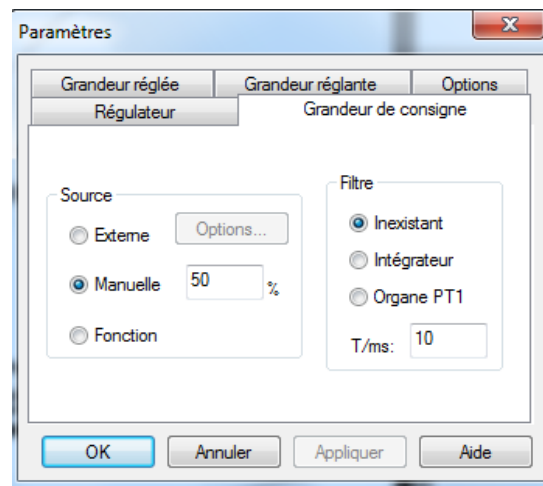 Paramètres
Grandeur réglée
Grandeur réglante
Options
Régulateur
Grandeur de consigne
Source
Externe
Options...
Manuelle
50
%
Fonction
Filtre
Inexistant
Intégrateur
Organe PT1
T/ms:
10
OK
Annuler
Appliquer
Aide